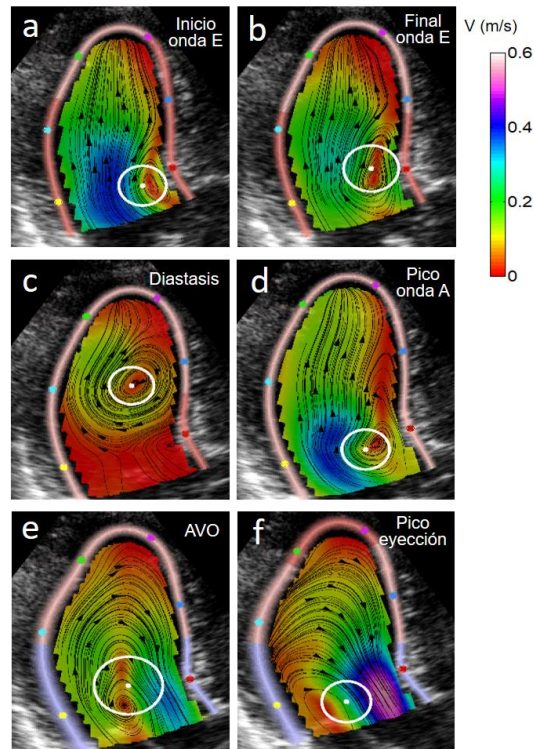 a
Inicio
onda E
b
Final
onda E
V (m/s)
0.6
0.4
0.2
0
c
Diastasis
d
Pico
onda A
e
AVO
f
Pico
eyección